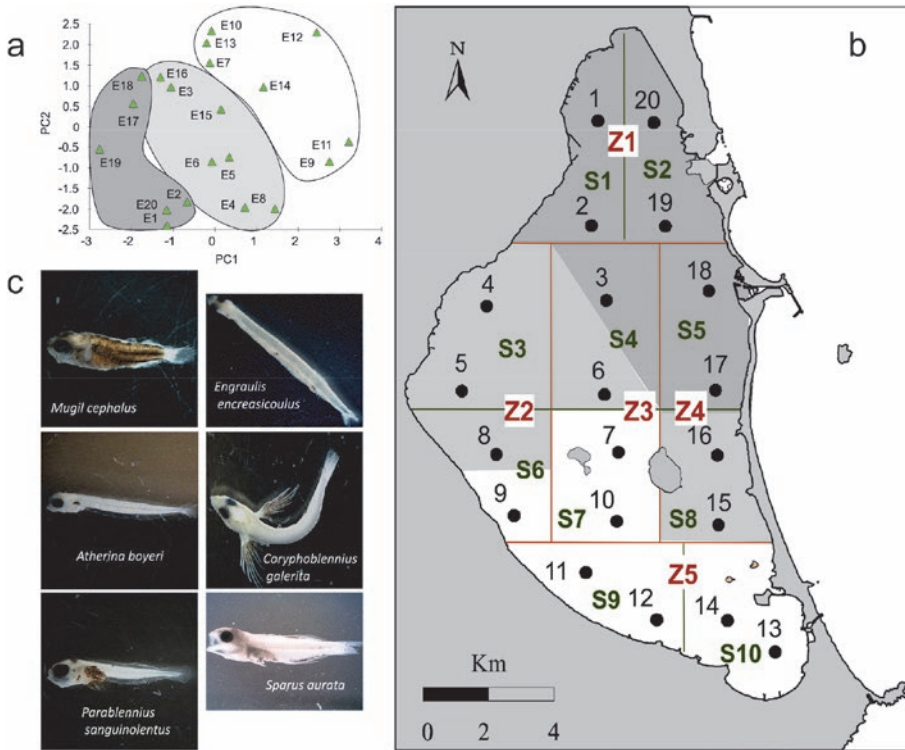 a
PC2
2.5
2.0
1.5
1.0
0.5
0
-0.5
-1.0
-1.5
-2.0
-2.5
-3
-2
-1
0
1
2
3
4
PC1
E10
E13
E7
E12
E14
E11
E9
E16
E3
E15
E6
E5
E4
E8
E18
E17
E19
E20
E2
E1
b
N
1
20
Z1
S1
S2
2
19
4
3
18
S3
S4
S5
5
6
17
Z2
Z3
Z4
8
7
16
S6
9
10
S7
S8
15
11
Z5
S9
12
14
13
S10
Km
0
2
4
c
Mugil cephalus
Engraulis
encreasicoulus
Atherina boyeri
Coryphoblennius
galerita
Parablennius
sanguinolentus
Sparus aurata